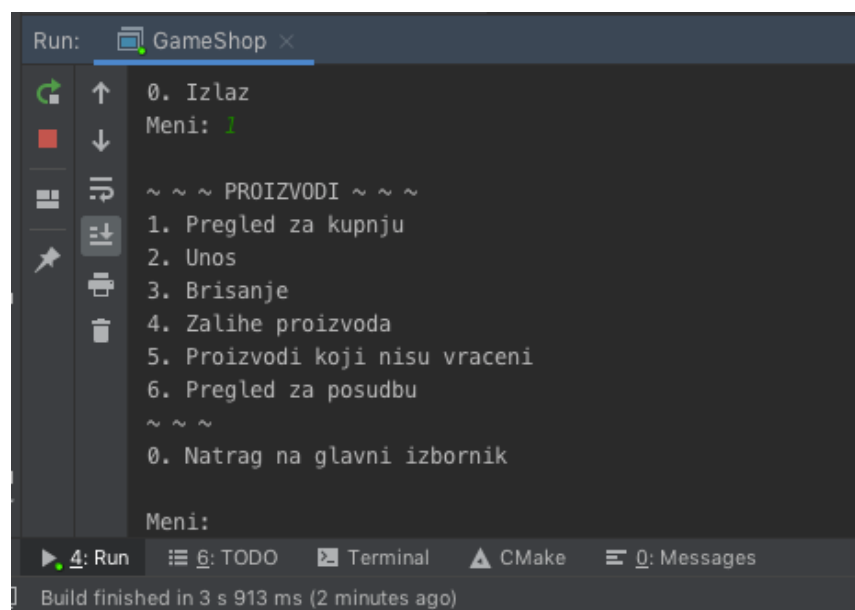 Run: GameShop
0. Izlaz
Meni: 1
~ ~ ~ PROIZVODI ~ ~ ~
1. Pregled za kupnju
2. Unos
3. Brisanje
4. Zalihe proizvoda
5. Proizvodi koji nisu vraceni
6. Pregled za posudbu
~ ~ ~
0. Natrag na glavni izbornik
Meni:
4: Run 6: TODO Terminal CMake 0: Messages
Build finished in 3 s 913 ms (2 minutes ago)